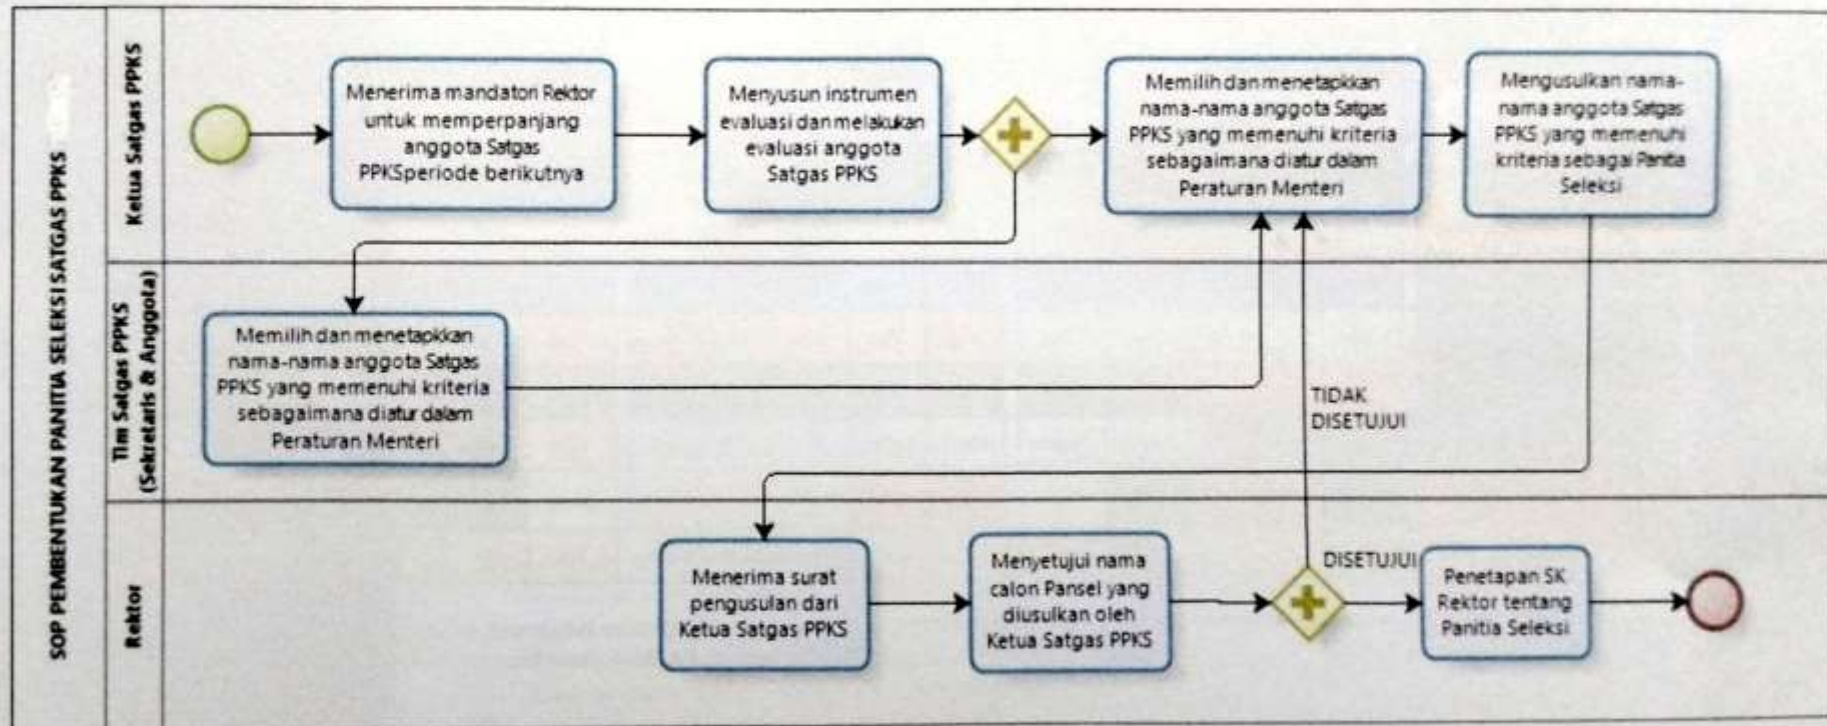 SOP PEMBENTUKAN PANITIA SELEKSI SATGAS PPKS
Ketua Satgas PPKS
Menerima mandatori Rektor
untuk memperpanjang
anggota Satgas
PPKSperiode berikutnya
Menyusun instrumen
evaluasi dan melakukan
evaluasi anggota
Satgas PPKS
Memilih dan menetapkkan
nama-nama anggota Satgas
PPKS yang memenuhi kriteria
sebagaimana diatur dalam
Peraturan Menteri
Mengusulkan nama-
nama anggota Satgas
PPKS yang memenuhi
kriteria sebagai Panitia
Seleksi
Tim Satgas PPKS
(Sekretaris & Anggota)
Memilih dan menetapkkan
nama-nama anggota Satgas
PPKS yang memenuhi kriteria
sebagaimana diatur dalam
Peraturan Menteri
TIDAK
DISETUJUI
Rektor
Menerima surat
pengusulan dari
Ketua Satgas PPKS
Menyetujui nama
calon Pansel yang
diusulkan oleh
Ketua Satgas PPKS
DISETUJUI
Penetapan SK
Rektor tentang
Panitia Seleksi